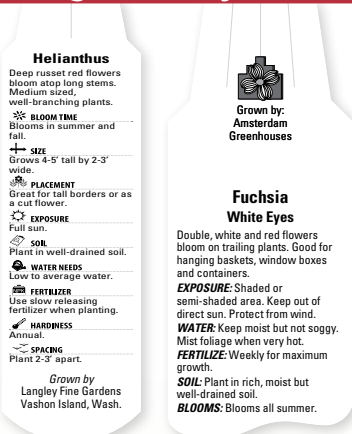 Helianthus
Deep russet red flowers
bloom atop long stems.
Medium sized,
well-branching plants.
BLOOM TIME
Blooms in summer and
fall.
SIZE
Grows 4-5' tall by 2-3'
wide.
PLACEMENT
Great for tall borders or as
a cut flower.
EXPOSURE
Full sun.
SOIL
Plant in well-drained soil.
WATER NEEDS
Low to average water.
FERTILIZER
Use slow releasing
fertilizer when planting.
HARDINESS
Annual.
SPACING
Plant 2-3' apart.
Grown by
Langley Fine Gardens
Vashon Island, Wash.
Grown by:
Amsterdam
Greenhouses
Fuchsia
White Eyes
Double, white and red flowers
bloom on trailing plants. Good for
hanging baskets, window boxes
and containers.
EXPOSURE: Shaded or
semi-shaded area. Keep out of
direct sun. Protect from wind.
WATER: Keep moist but not soggy.
Mist foliage when very hot.
FERTILIZE: Weekly for maximum
growth.
SOIL: Plant in rich, moist but
well-drained soil.
BLOOMS: Blooms all summer.